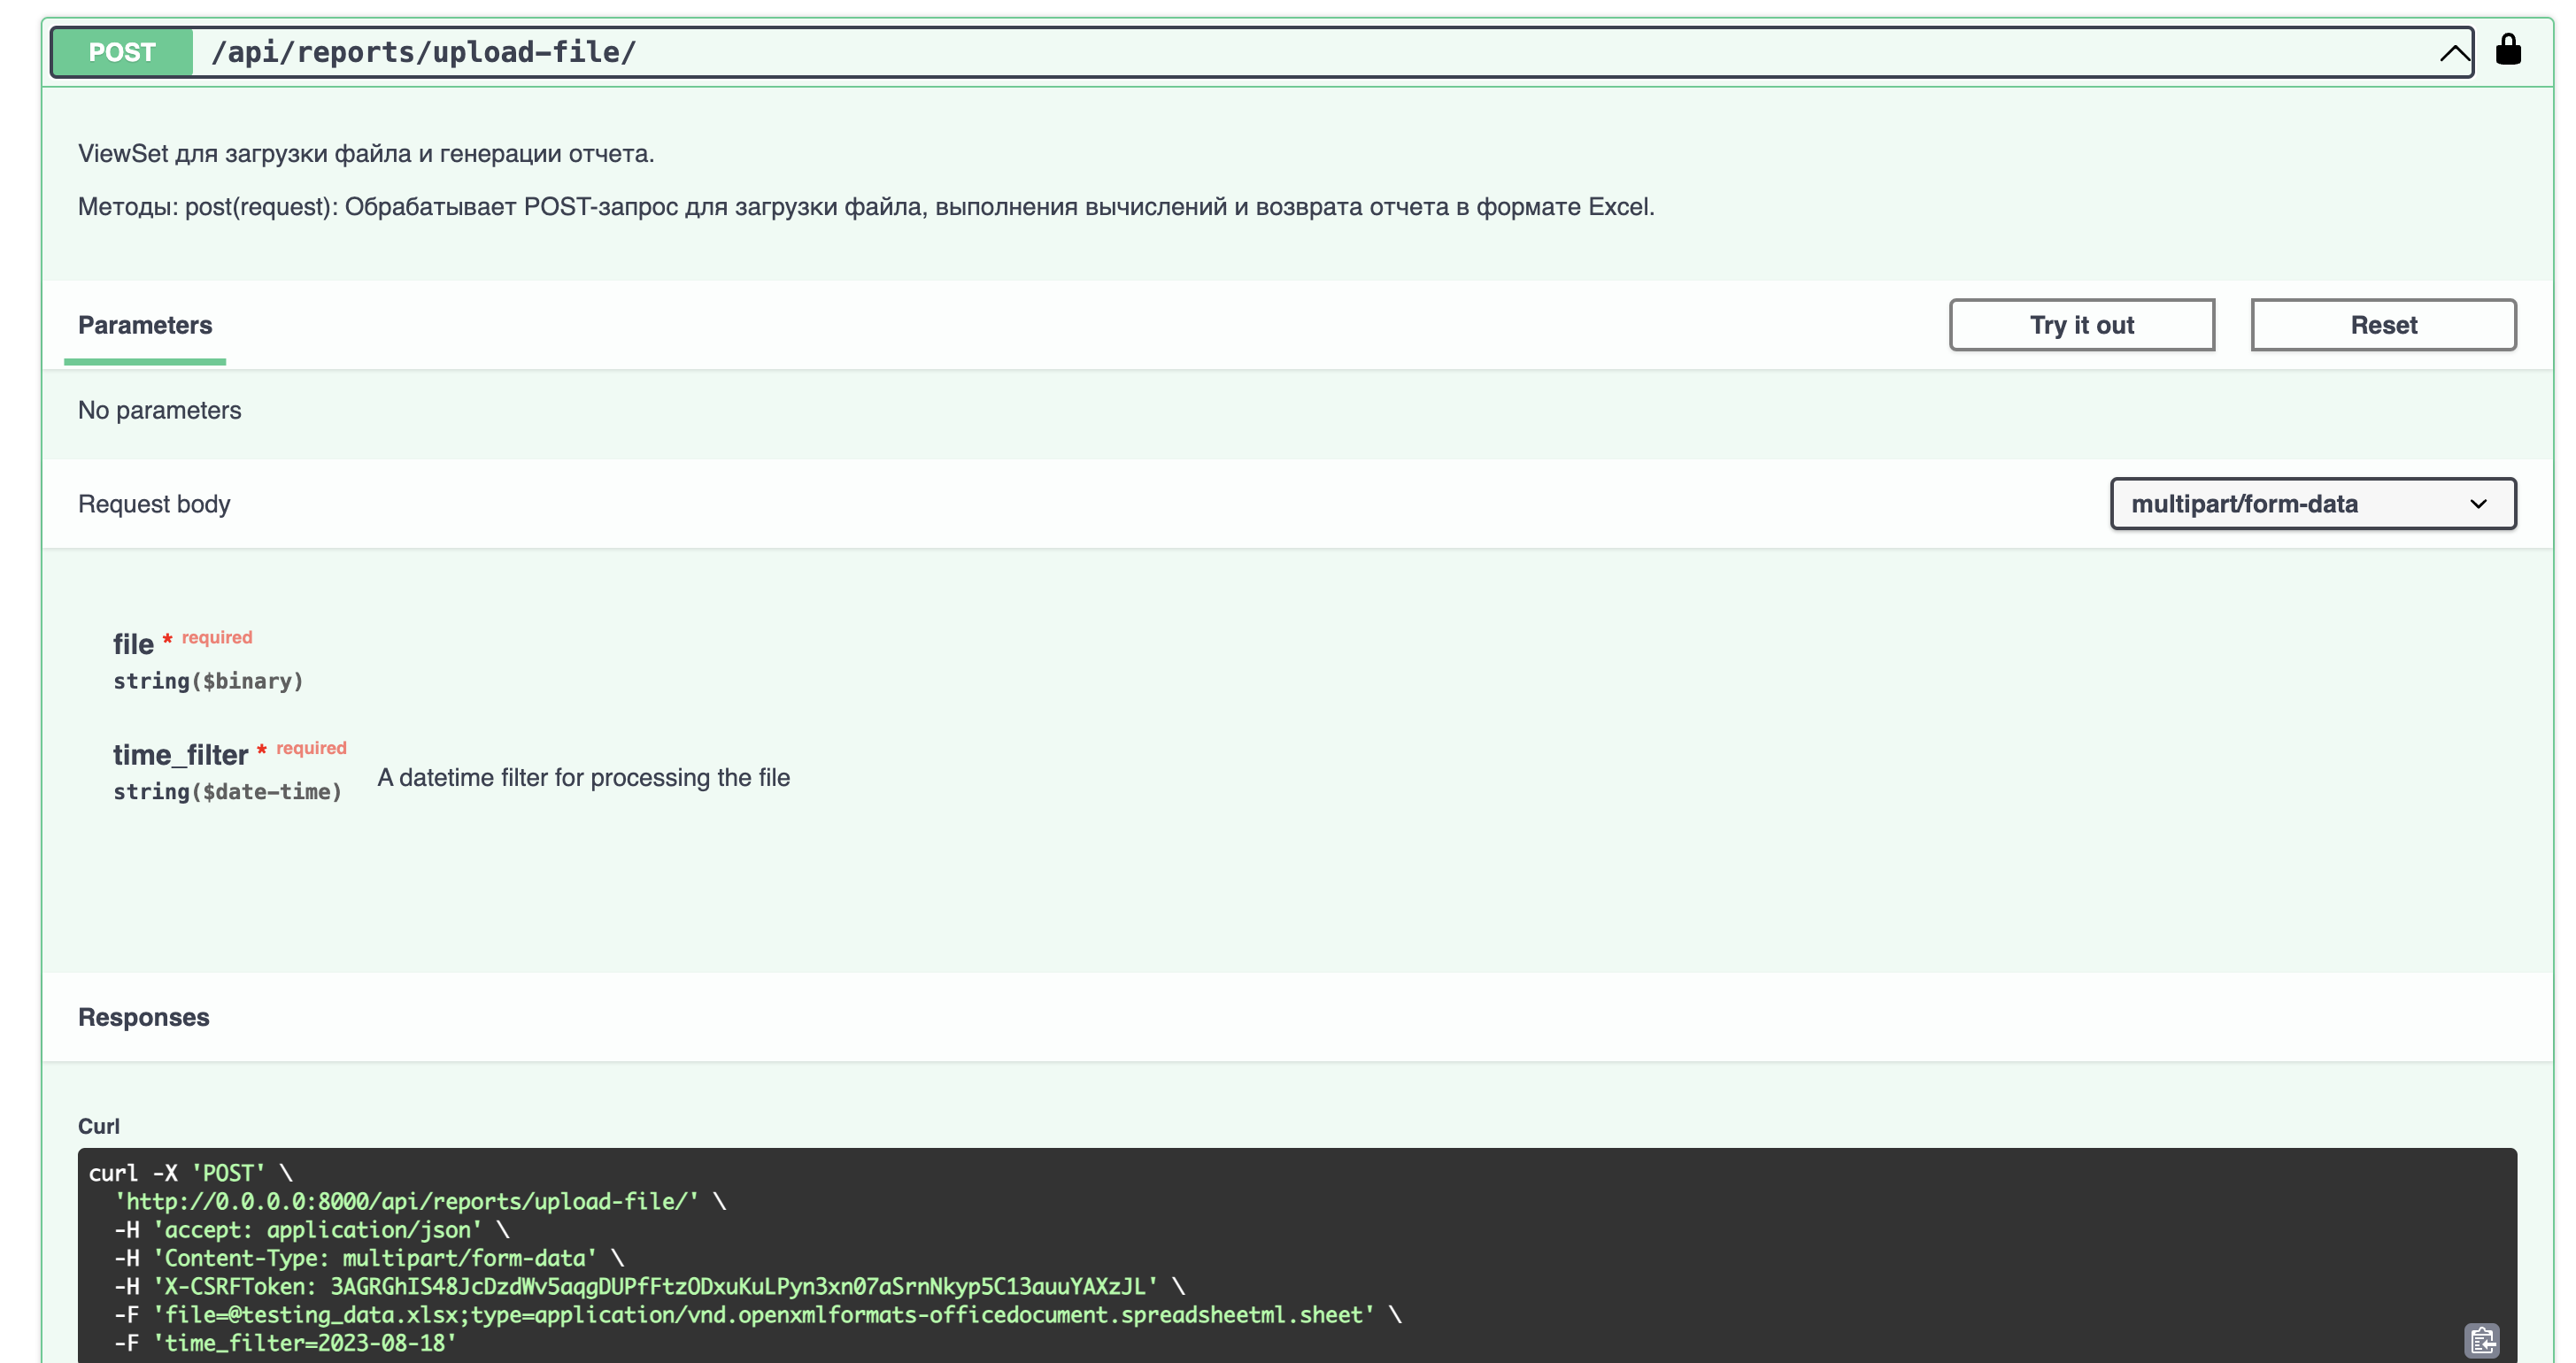 POST /api/reports/upload-file/
ViewSet для загрузки файла и генерации отчета.
Методы: post(request): Обрабатывает POST-запрос для загрузки файла, выполнения вычислений и возврата отчета в формате Excel.
Parameters
Try it out
Reset
No parameters
Request body
multipart/form-data
file * required
string($binary)
time_filter * required
string($date-time)
A datetime filter for processing the file
Responses
Curl
curl -X 'POST' \
'http://0.0.0.0:8000/api/reports/upload-file/' \
-H 'accept: application/json' \
-H 'Content-Type: multipart/form-data' \
-H 'X-CSRFToken: 3AGRGhIS48JcDzdWv5aqgDUPfFtzODxuKuLPyn3xn07aSrnNkyp5C13auuYAXzJL' \
-F 'file=@testing_data.xlsx;type=application/vnd.openxmlformats-officedocument.spreadsheetml.sheet' \
-F 'time_filter=2023-08-18'